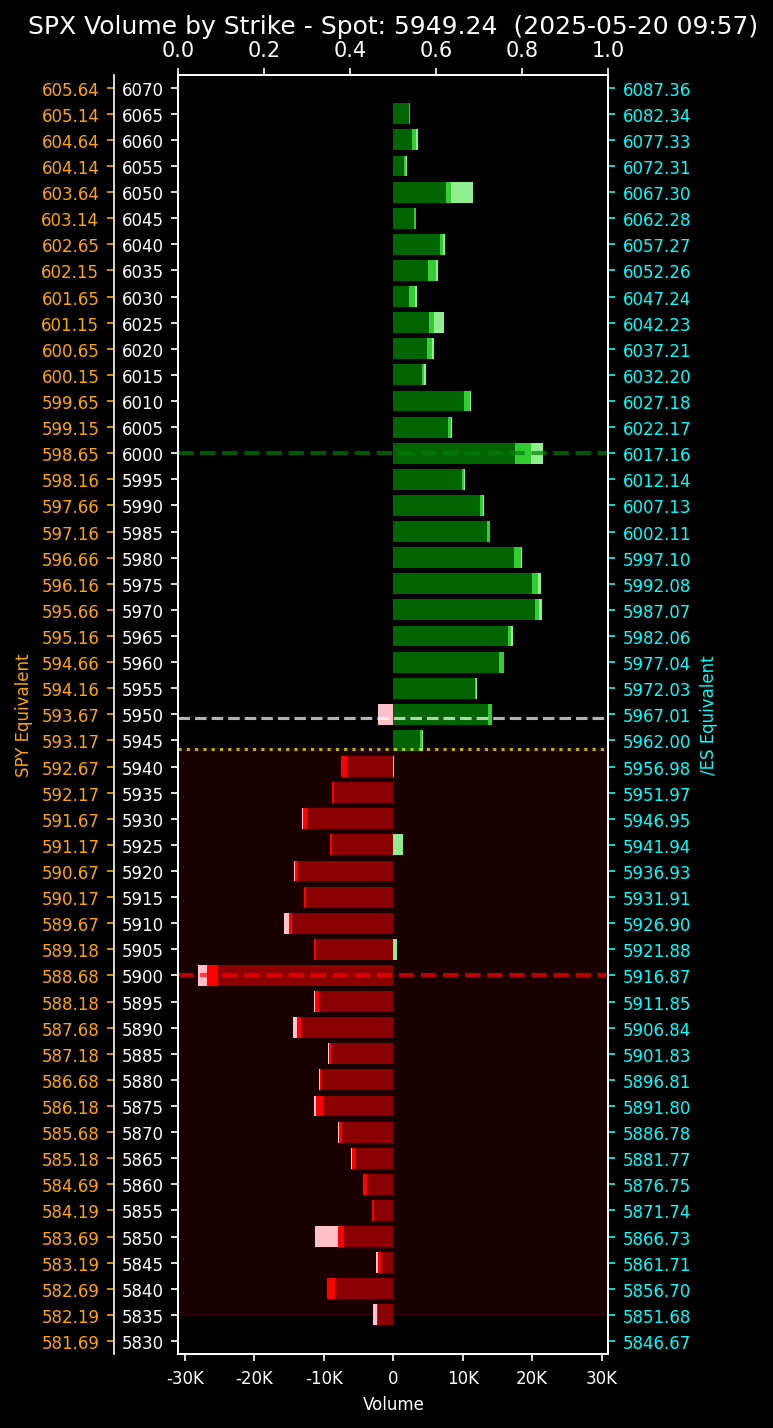 SPX Volume by Strike - Spot: 5949.24 (2025-05-20 09:57)
0.0 0.2 0.4 0.6 0.8 1.0
605.64 6070 6087.36
605.14 6065 6082.34
604.64 6060 6077.33
604.14 6055 6072.31
603.64 6050 6067.30
603.14 6045 6062.28
602.65 6040 6057.27
602.15 6035 6052.26
601.65 6030 6047.24
601.15 6025 6042.23
600.65 6020 6037.21
600.15 6015 6032.20
599.65 6010 6027.18
599.15 6005 6022.17
598.65 6000 6017.16
598.16 5995 6012.14
597.66 5990 6007.13
597.16 5985 6002.11
596.66 5980 5997.10
596.16 5975 5992.08
595.66 5970 5987.07
595.16 5965 5982.06
594.66 5960 5977.04
594.16 5955 5972.03
593.67 5950 5967.01
593.17 5945 5962.00
592.67 5940 5956.98
592.17 5935 5951.97
591.67 5930 5946.95
591.17 5925 5941.94
590.67 5920 5936.93
590.17 5915 5931.91
589.67 5910 5926.90
589.18 5905 5921.88
588.68 5900 5916.87
588.18 5895 5911.85
587.68 5890 5906.84
587.18 5885 5901.83
586.68 5880 5896.81
586.18 5875 5891.80
585.68 5870 5886.78
585.18 5865 5881.77
584.69 5860 5876.75
584.19 5855 5871.74
583.69 5850 5866.73
583.19 5845 5861.71
582.69 5840 5856.70
582.19 5835 5851.68
581.69 5830 5846.67
SPY Equivalent
/ES Equivalent
-30K -20K -10K 0 10K 20K 30K
Volume